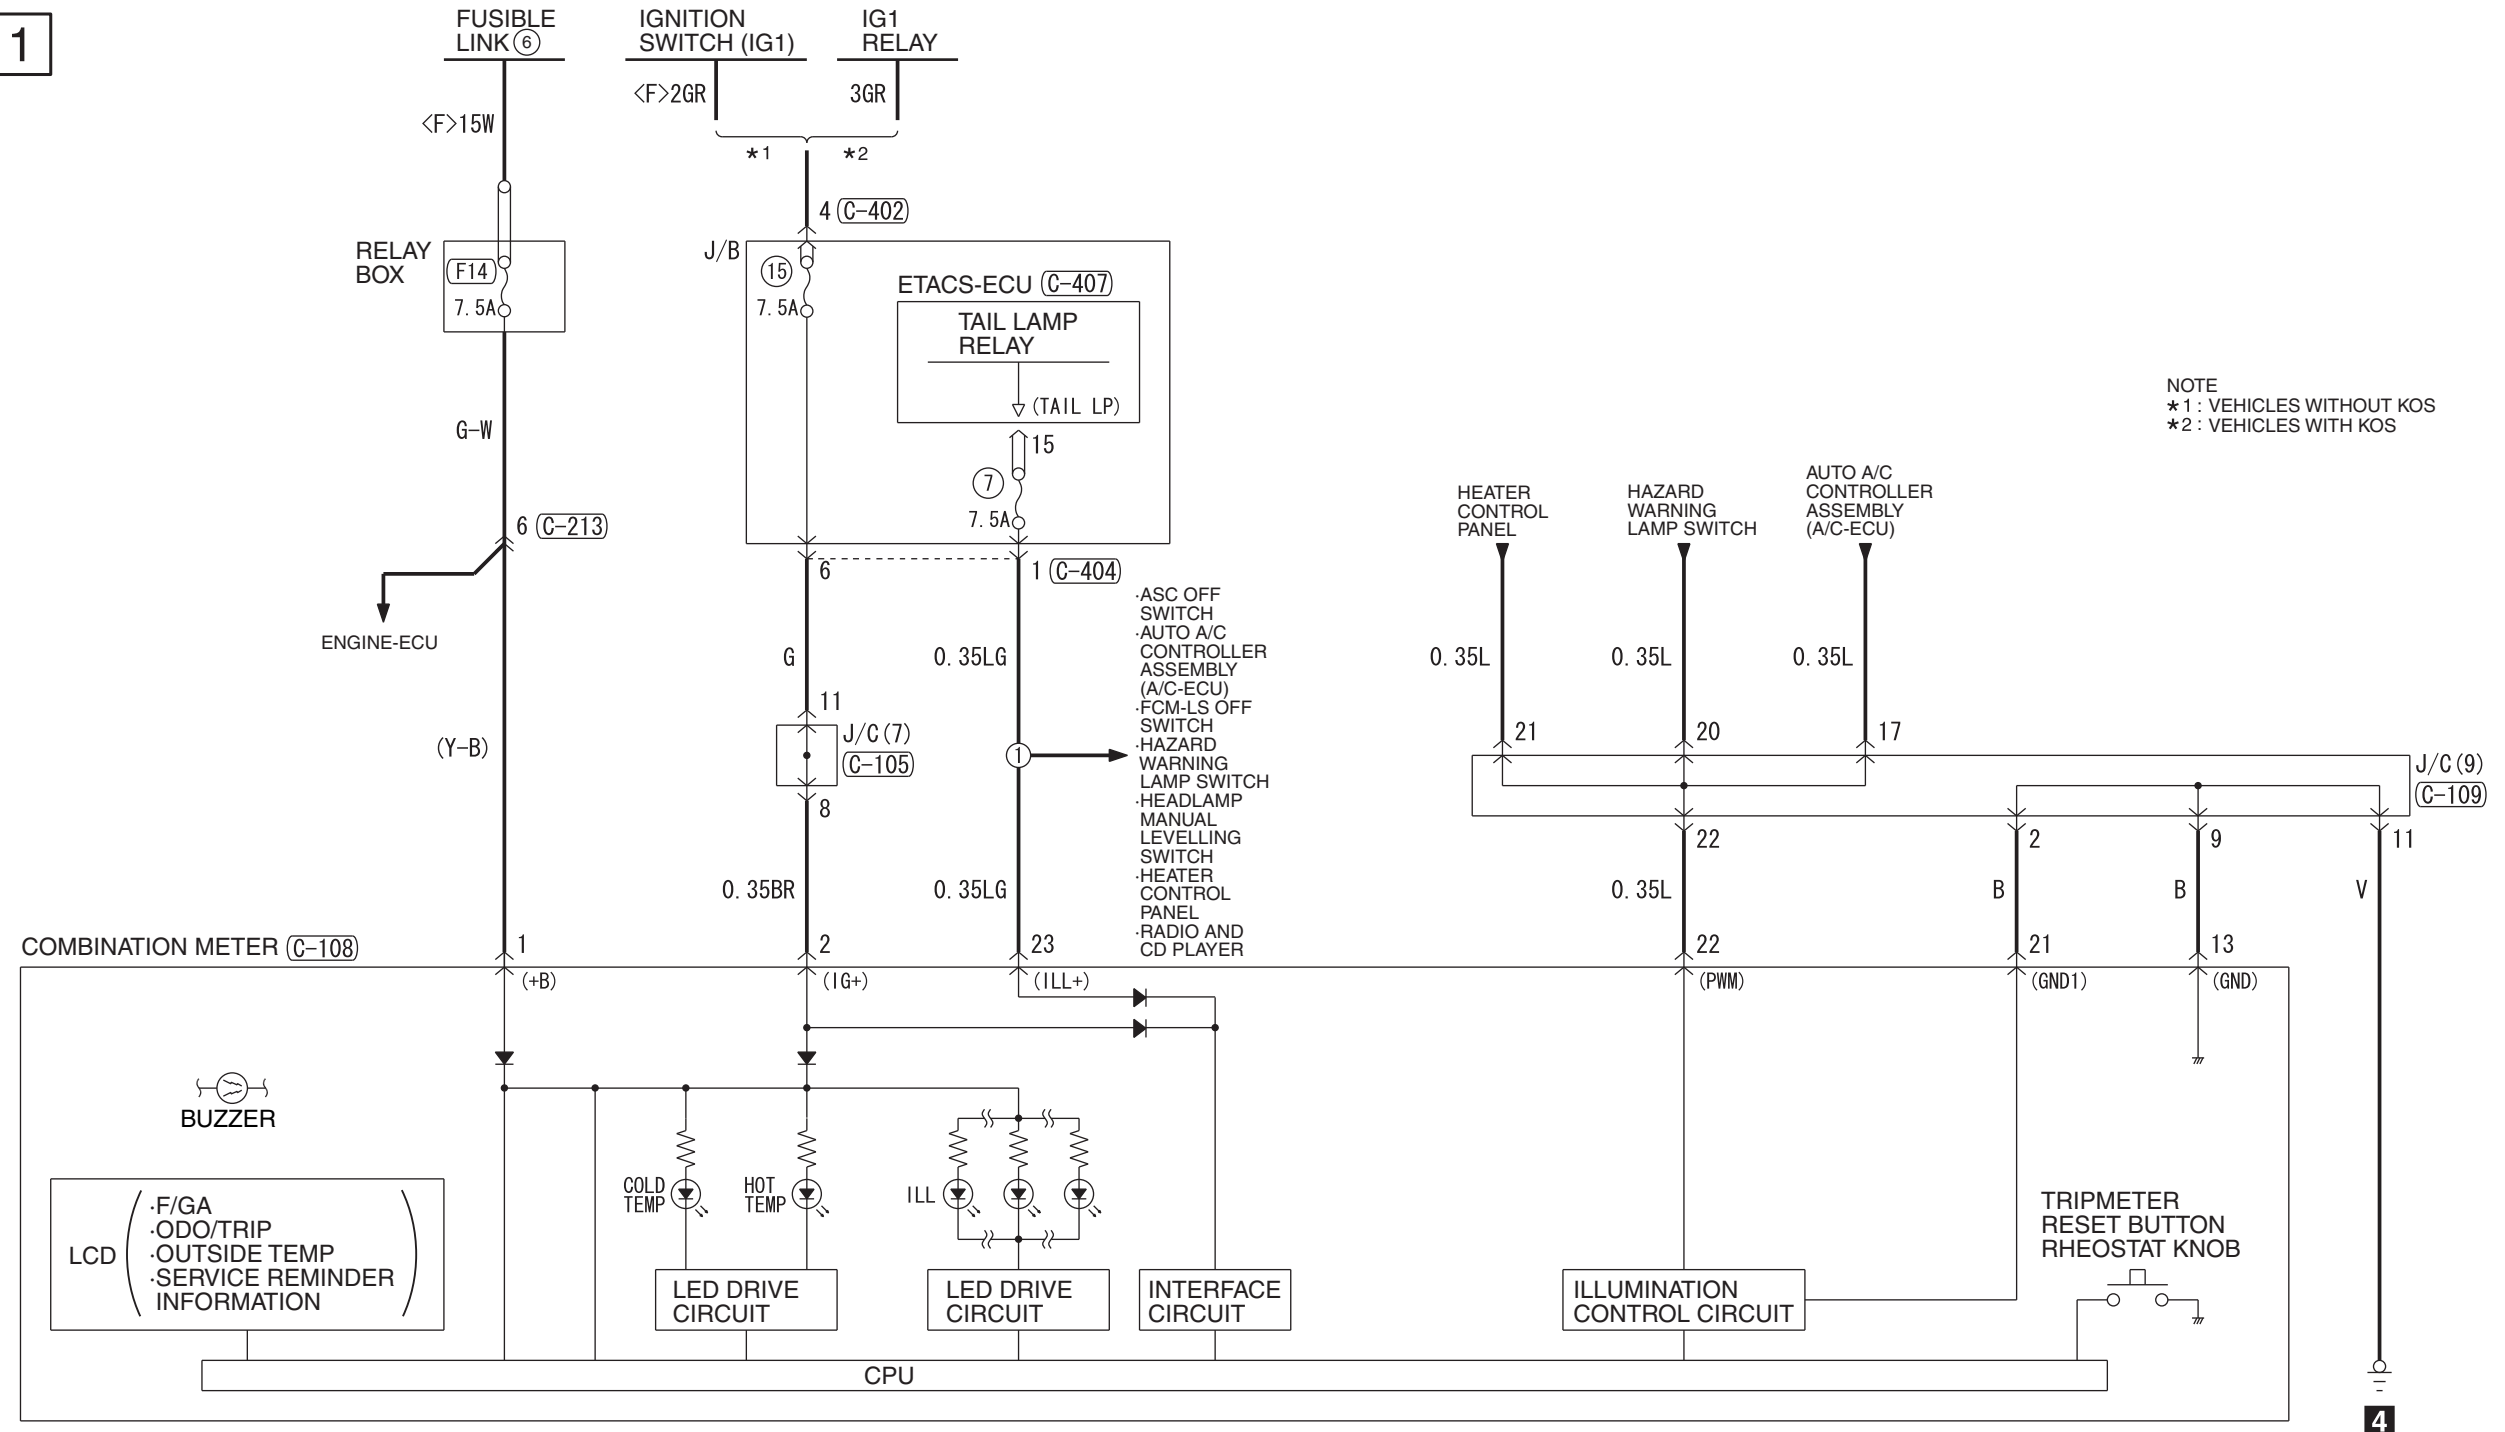 1
FUSIBLE
LINK 6
IGNITION
SWITCH (IG1)
IG1
RELAY
<F>15W
<F>2GR
3GR
*1
*2
4 C-402
RELAY
BOX
F14
7. 5A
J/B
15
7. 5A
ETACS-ECU C-407
TAIL LAMP
RELAY
(TAIL LP)
15
7
7. 5A
G-W
6 C-213
ENGINE-ECU
(Y-B)
6
1 C-404
G
0. 35LG
11
J/C(7)
C-105
8
1
0. 35BR
0. 35LG
·ASC OFF
SWITCH
·AUTO A/C
CONTROLLER
ASSEMBLY
(A/C-ECU)
·FCM-LS OFF
SWITCH
·HAZARD
WARNING
LAMP SWITCH
·HEADLAMP
MANUAL
LEVELLING
SWITCH
·HEATER
CONTROL
PANEL
·RADIO AND
CD PLAYER
NOTE
*1 : VEHICLES WITHOUT KOS
*2 : VEHICLES WITH KOS
HEATER
CONTROL
PANEL
HAZARD
WARNING
LAMP SWITCH
AUTO A/C
CONTROLLER
ASSEMBLY
(A/C-ECU)
0. 35L
0. 35L
0. 35L
21
20
17
J/C(9)
C-109
22
2
9
11
0. 35L
B
B
V
COMBINATION METER C-108
1
2
23
22
21
13
(+B)
(IG+)
(ILL+)
(PWM)
(GND1)
(GND)
BUZZER
LCD
·F/GA
·ODO/TRIP
·OUTSIDE TEMP
·SERVICE REMINDER
INFORMATION
COLD
TEMP
HOT
TEMP
ILL
LED DRIVE
CIRCUIT
LED DRIVE
CIRCUIT
INTERFACE
CIRCUIT
ILLUMINATION
CONTROL CIRCUIT
TRIPMETER
RESET BUTTON
RHEOSTAT KNOB
CPU
4